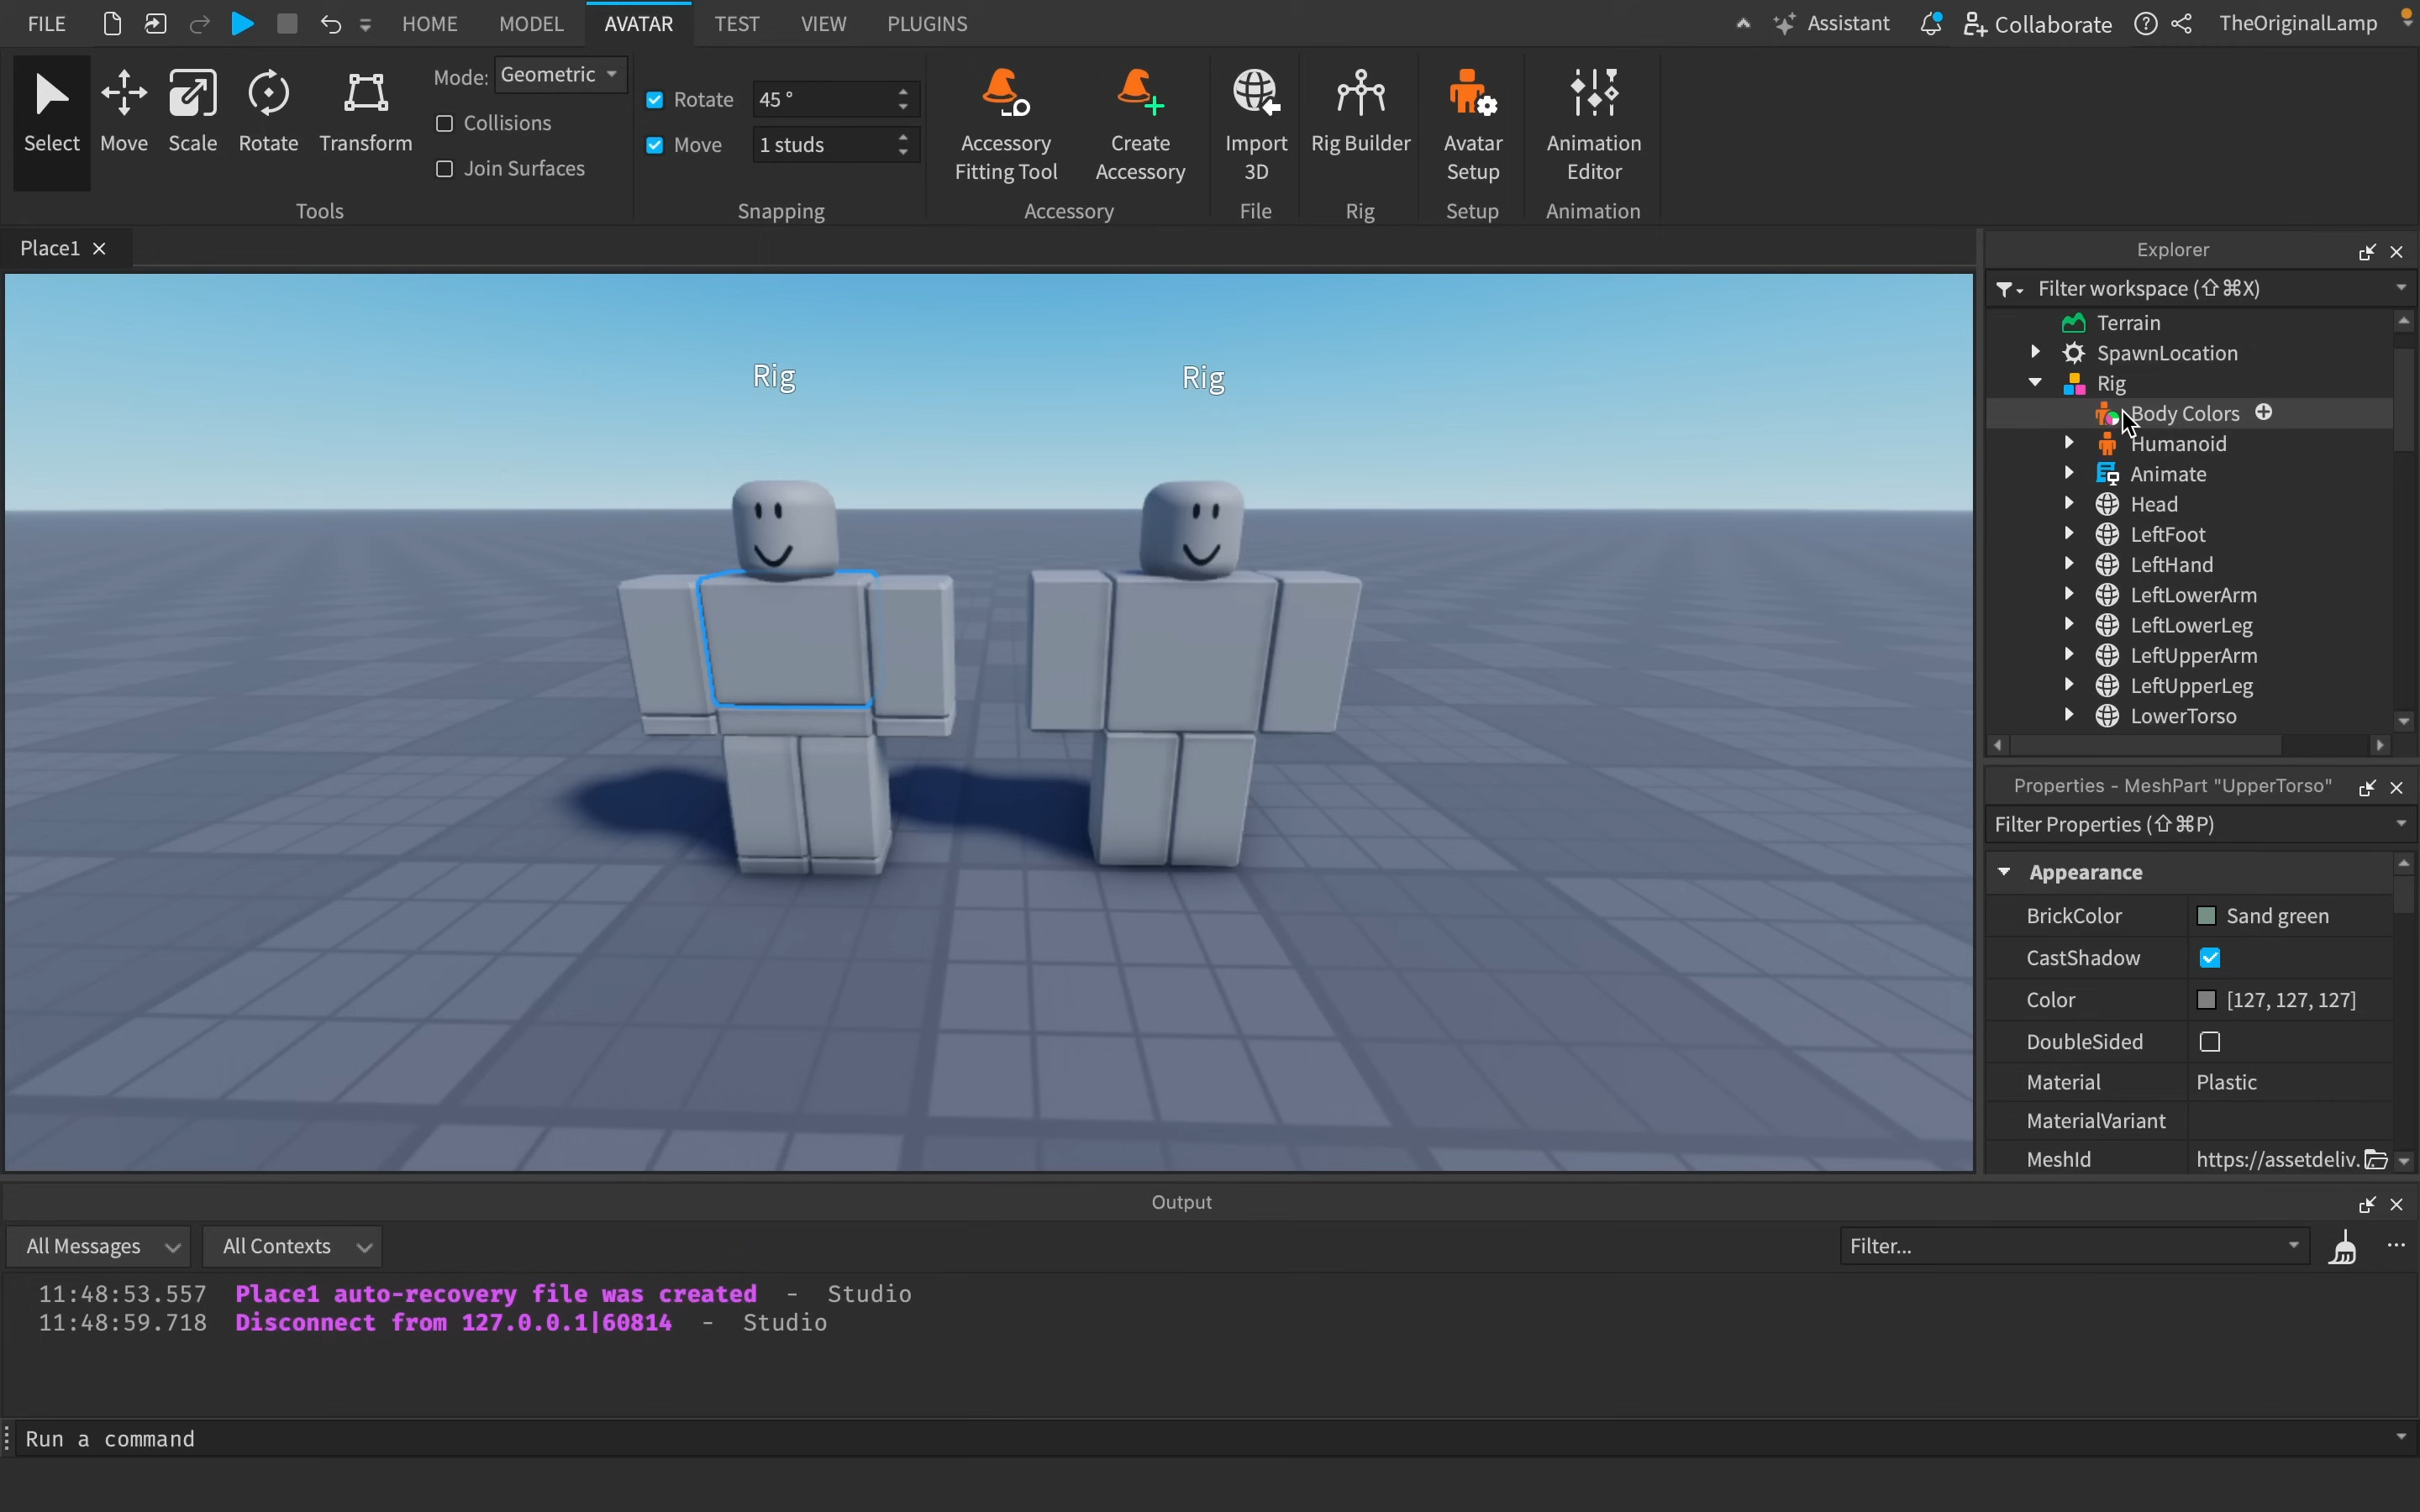 FILE HOME MODEL AVATAR TEST VIEW PLUGINS Assistant Collaborate TheOriginalLamp
Select Move Scale Rotate Transform
Mode: Geometric
Collisions
Join Surfaces
Tools
Rotate 45 °
Move 1 studs
Snapping
Accessory
Fitting Tool
Create
Accessory
Accessory
Import
3D
File
Rig Builder
Rig
Avatar
Setup
Setup
Animation
Editor
Animation
Place1
Rig Rig
Explorer
Filter workspace (⇧⌘X)
Terrain
SpawnLocation
Rig
Body Colors
Humanoid
Animate
Head
LeftFoot
LeftHand
LeftLowerArm
LeftLowerLeg
LeftUpperArm
LeftUpperLeg
LowerTorso
Properties - MeshPart "UpperTorso"
Filter Properties (⇧⌘P)
Appearance
BrickColor Sand green
CastShadow
Color [127, 127, 127]
DoubleSided
Material Plastic
MaterialVariant
MeshId https://assetdeliv.
Output
All Messages All Contexts Filter...
11:48:53.557 Place1 auto-recovery file was created - Studio
11:48:59.718 Disconnect from 127.0.0.1|60814 - Studio
Run a command